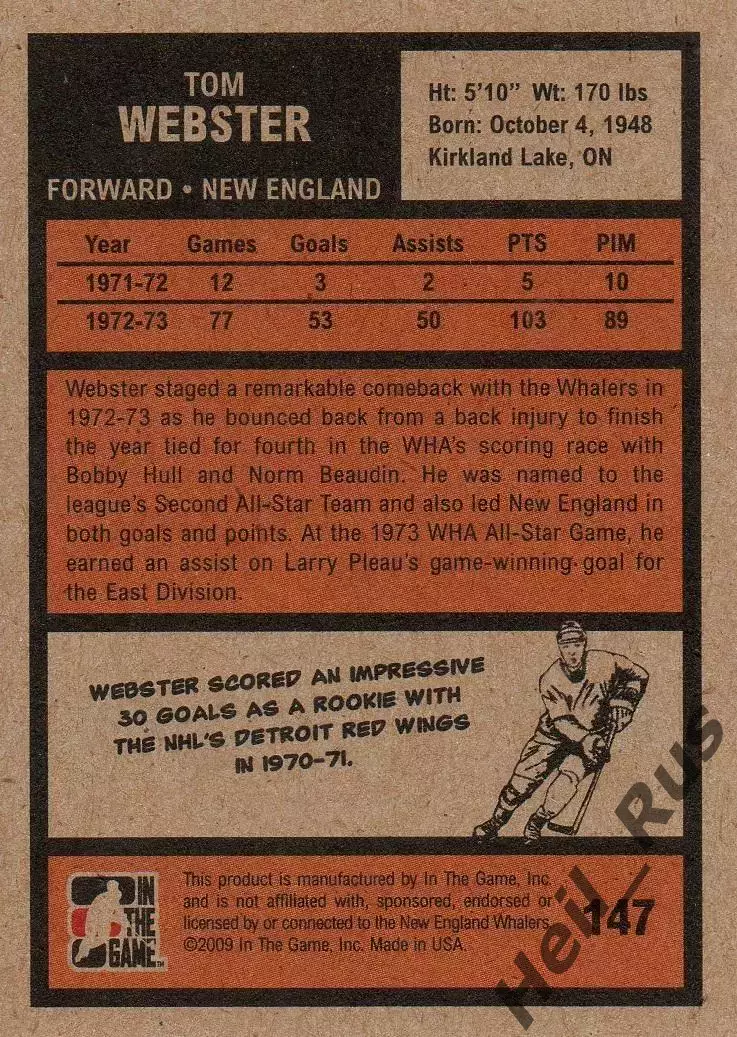 TOM
WEBSTER
FORWARD • NEW ENGLAND
Ht: 5'10" Wt: 170 lbs
Born: October 4, 1948
Kirkland Lake, ON
Year Games Goals Assists PTS PIM
1971-72 12 3 2 5 10
1972-73 77 53 50 103 89
Webster staged a remarkable comeback with the Whalers in
1972-73 as he bounced back from a back injury to finish
the year tied for fourth in the WHA's scoring race with
Bobby Hull and Norm Beaudin. He was named to the
league's Second All-Star Team and also led New England in
both goals and points. At the 1973 WHA All-Star Game, he
earned an assist on Larry Pleau's game-winning goal for
the East Division.
WEBSTER SCORED AN IMPRESSIVE
30 GOALS AS A ROOKIE WITH
THE NHL'S DETROIT RED WINGS
IN 1970-71.
IN
THE
GAME™
This product is manufactured by In The Game, Inc.
and is not affiliated with, sponsored, endorsed or
licensed by or connected to the New England Whalers.
©2009 In The Game, Inc. Made in USA.
147
Heil_Rus